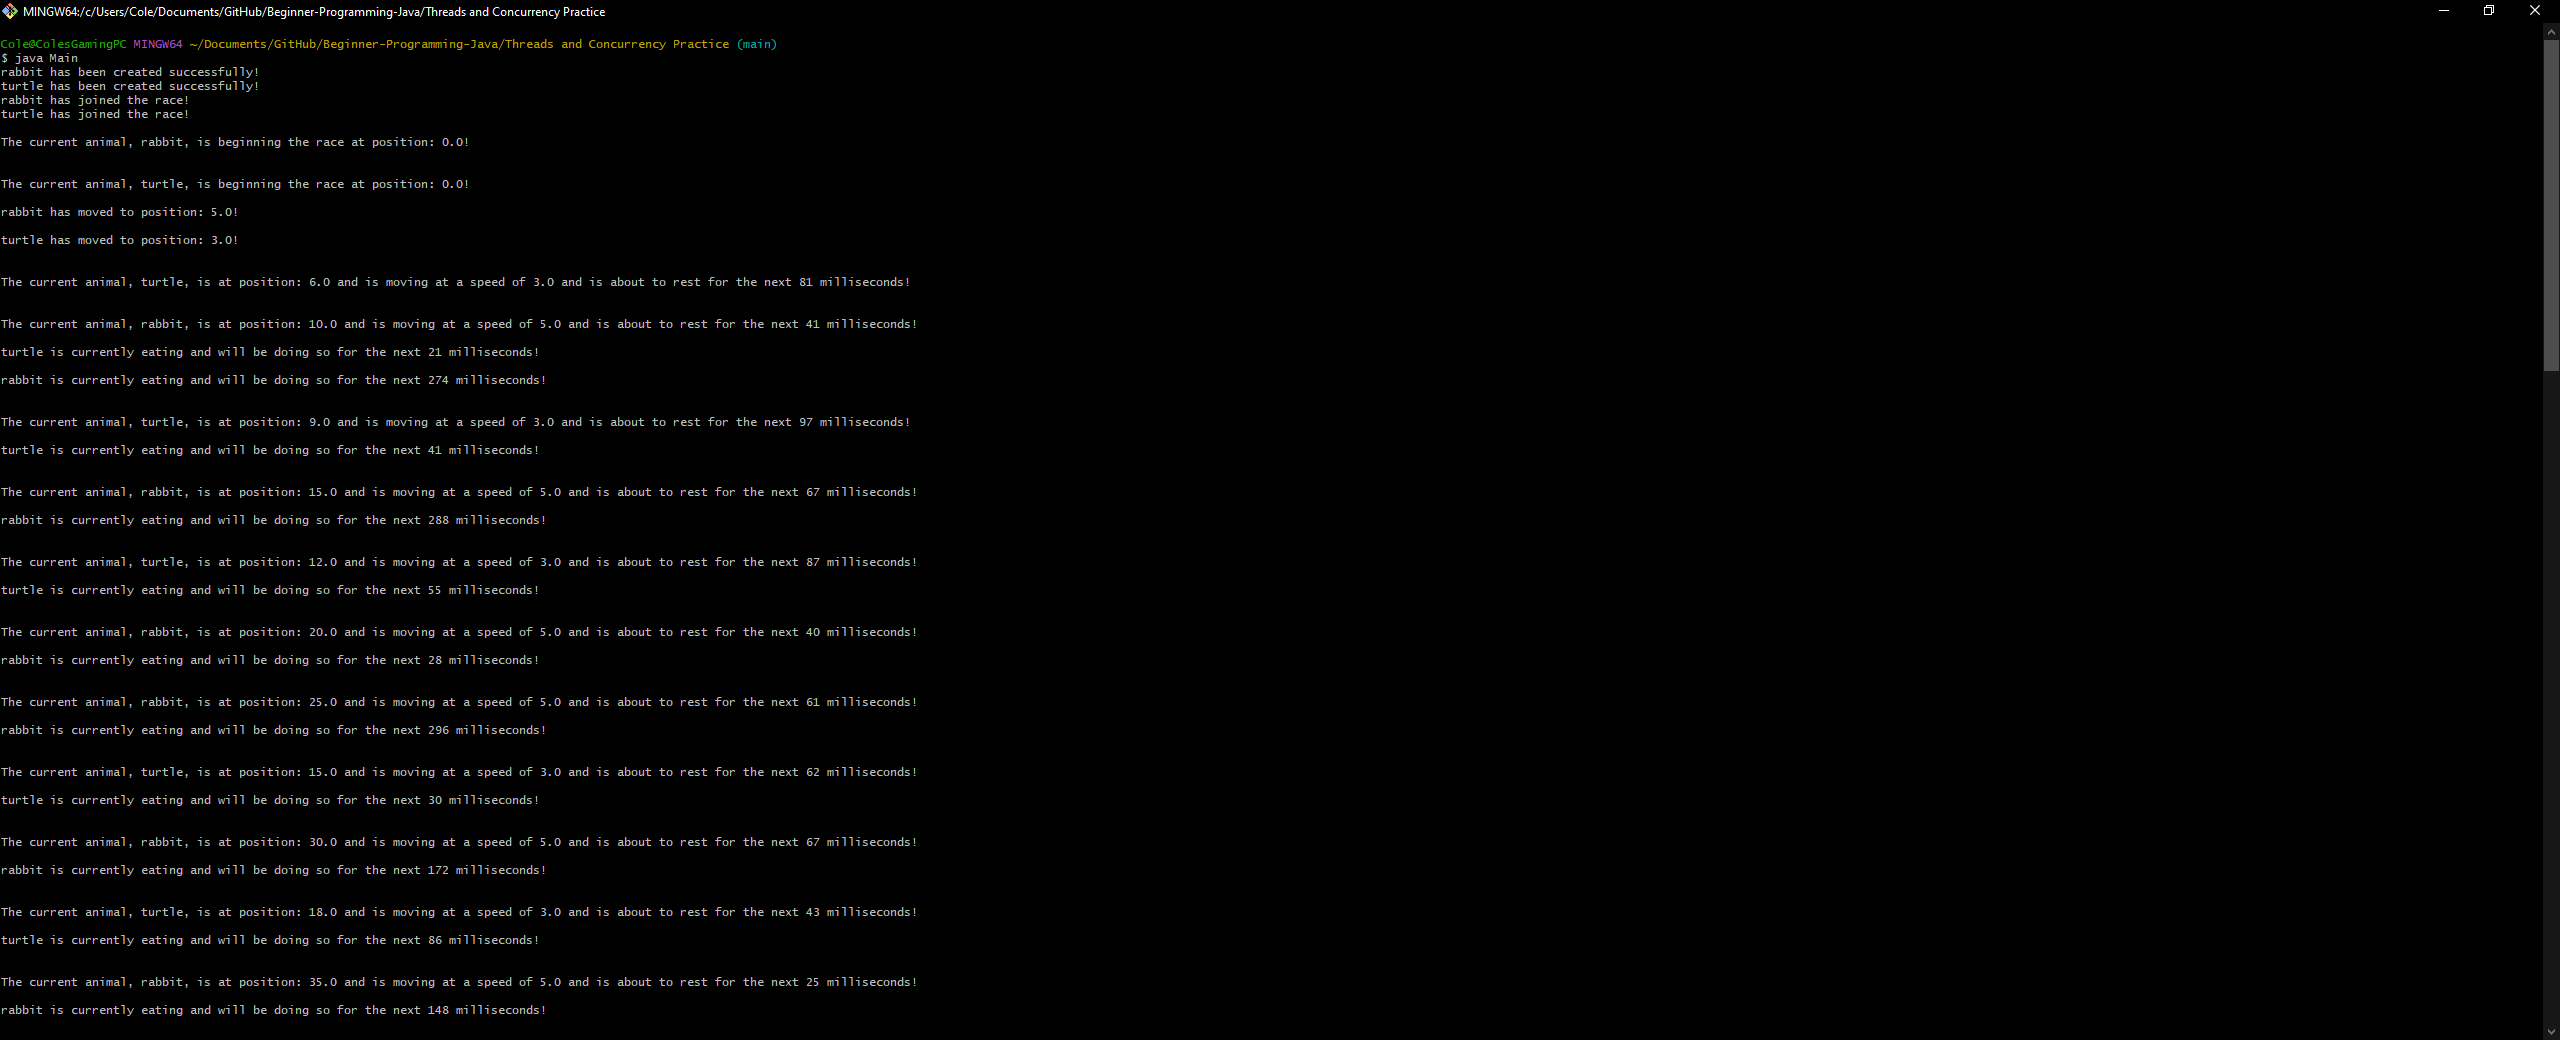 MINGW64:/c/Users/Cole/Documents/GitHub/Beginner-Programming-Java/Threads and Concurrency Practice
Cole@ColesGamingPC MINGW64 ~/Documents/GitHub/Beginner-Programming-Java/Threads and Concurrency Practice (main)
$ java Main
rabbit has been created successfully!
turtle has been created successfully!
rabbit has joined the race!
turtle has joined the race!
The current animal, rabbit, is beginning the race at position: 0.0!
The current animal, turtle, is beginning the race at position: 0.0!
rabbit has moved to position: 5.0!
turtle has moved to position: 3.0!
The current animal, turtle, is at position: 6.0 and is moving at a speed of 3.0 and is about to rest for the next 81 milliseconds!
The current animal, rabbit, is at position: 10.0 and is moving at a speed of 5.0 and is about to rest for the next 41 milliseconds!
turtle is currently eating and will be doing so for the next 21 milliseconds!
rabbit is currently eating and will be doing so for the next 274 milliseconds!
The current animal, turtle, is at position: 9.0 and is moving at a speed of 3.0 and is about to rest for the next 97 milliseconds!
turtle is currently eating and will be doing so for the next 41 milliseconds!
The current animal, rabbit, is at position: 15.0 and is moving at a speed of 5.0 and is about to rest for the next 67 milliseconds!
rabbit is currently eating and will be doing so for the next 288 milliseconds!
The current animal, turtle, is at position: 12.0 and is moving at a speed of 3.0 and is about to rest for the next 87 milliseconds!
turtle is currently eating and will be doing so for the next 55 milliseconds!
The current animal, rabbit, is at position: 20.0 and is moving at a speed of 5.0 and is about to rest for the next 40 milliseconds!
rabbit is currently eating and will be doing so for the next 28 milliseconds!
The current animal, rabbit, is at position: 25.0 and is moving at a speed of 5.0 and is about to rest for the next 61 milliseconds!
rabbit is currently eating and will be doing so for the next 296 milliseconds!
The current animal, turtle, is at position: 15.0 and is moving at a speed of 3.0 and is about to rest for the next 62 milliseconds!
turtle is currently eating and will be doing so for the next 30 milliseconds!
The current animal, rabbit, is at position: 30.0 and is moving at a speed of 5.0 and is about to rest for the next 67 milliseconds!
rabbit is currently eating and will be doing so for the next 172 milliseconds!
The current animal, turtle, is at position: 18.0 and is moving at a speed of 3.0 and is about to rest for the next 43 milliseconds!
turtle is currently eating and will be doing so for the next 86 milliseconds!
The current animal, rabbit, is at position: 35.0 and is moving at a speed of 5.0 and is about to rest for the next 25 milliseconds!
rabbit is currently eating and will be doing so for the next 148 milliseconds!